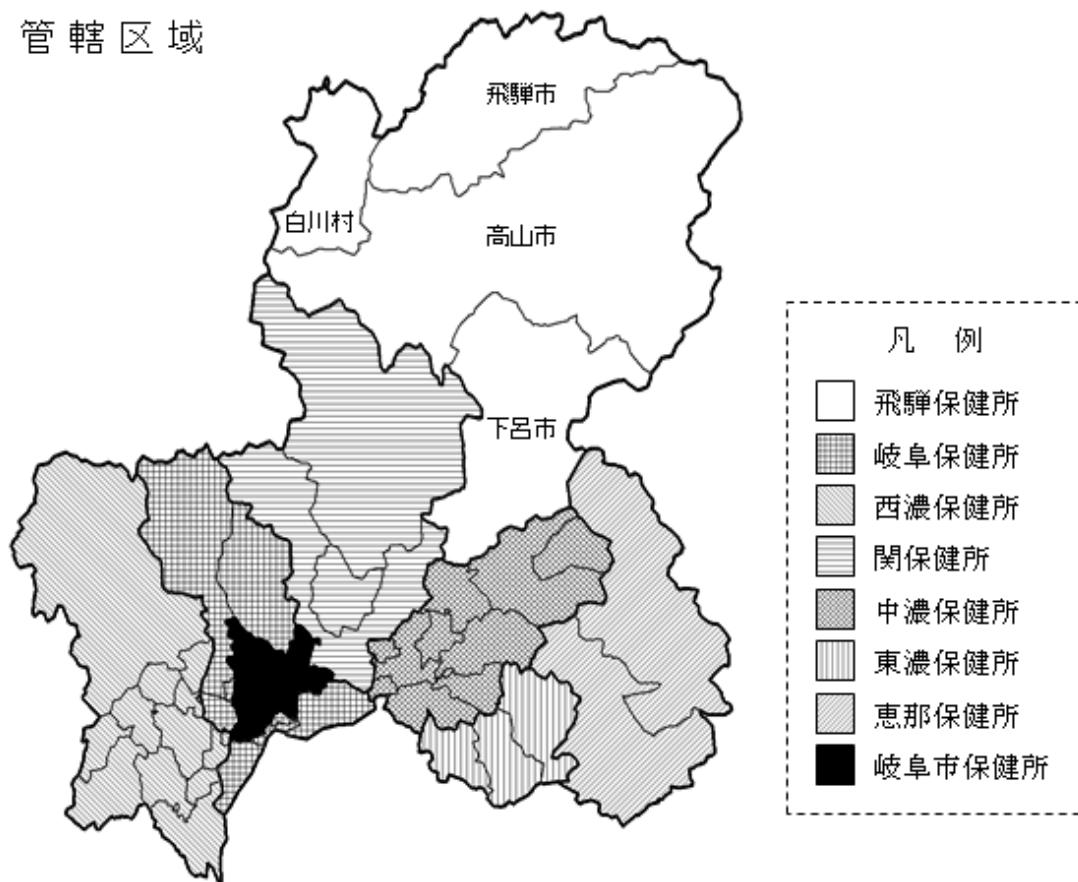 管轄区域
飛騨市
白川村
高山市
下呂市
凡例
飛騨保健所
岐阜保健所
西濃保健所
関保健所
中濃保健所
東濃保健所
恵那保健所
岐阜市保健所